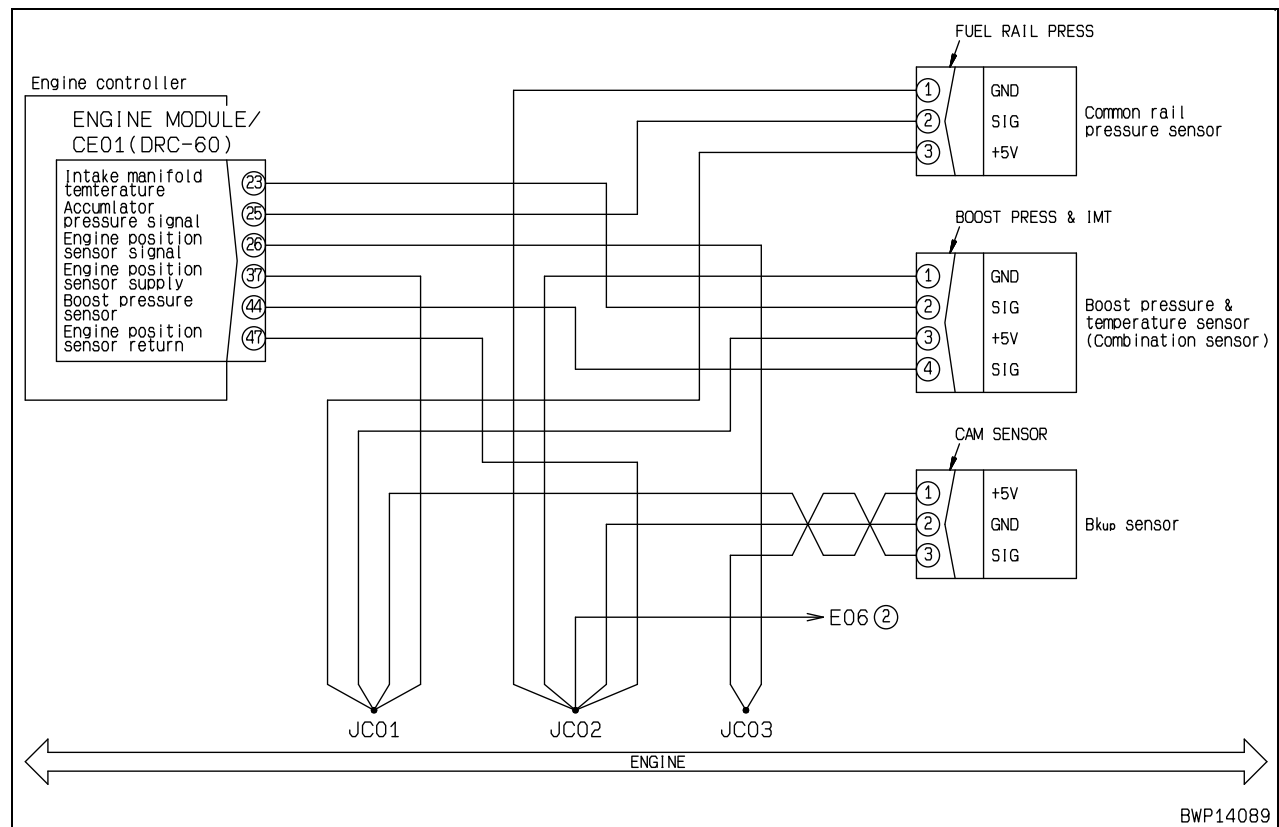 FUEL RAIL PRESS
Engine controller
ENGINE MODULE/
CE01(DRC-60)
Intake manifold
temterature
23
Accumlator
pressure signal
25
Engine position
sensor signal
26
Engine position
sensor supply
37
Boost pressure
sensor
44
Engine position
sensor return
47
1 GND
2 SIG
3 +5V
Common rail
pressure sensor
BOOST PRESS & IMT
1 GND
2 SIG
3 +5V
4 SIG
Boost pressure &
temperature sensor
(Combination sensor)
CAM SENSOR
1 +5V
2 GND
3 SIG
Bkup sensor
E06 2
JC01
JC02
JC03
ENGINE
BWP14089